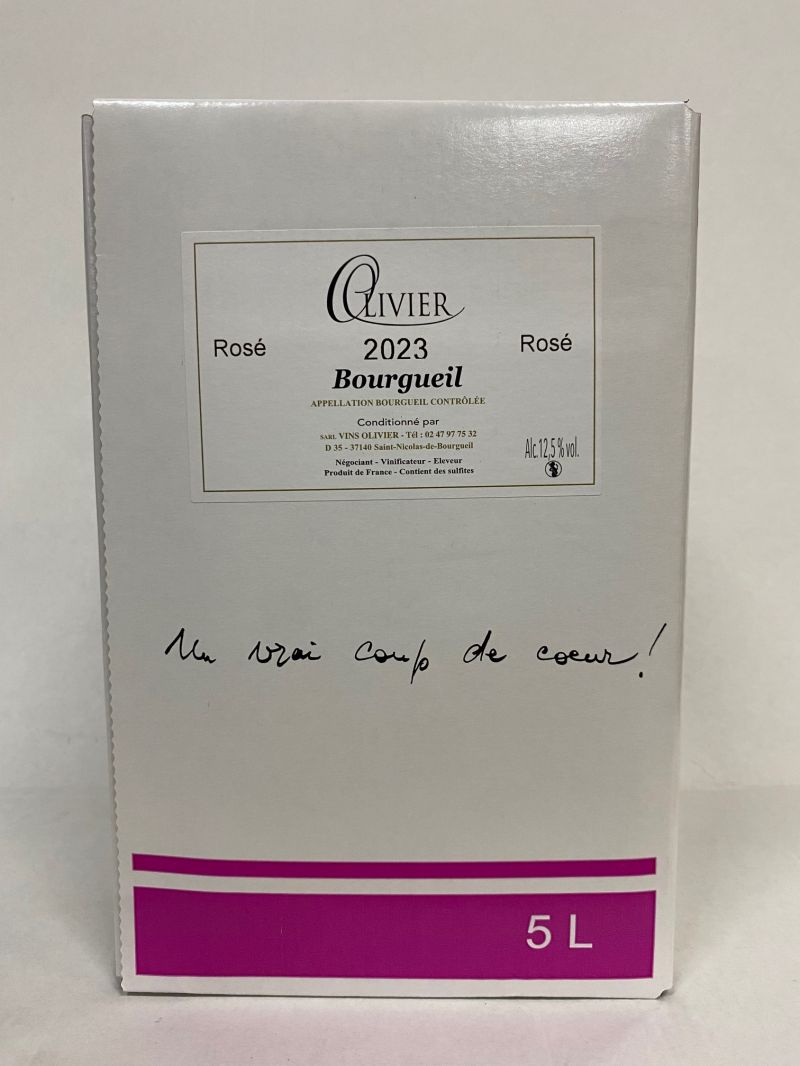 OLIVIER
Rosé
2023
Rosé
Bourgueil
APPELLATION BOURGUEIL CONTRÔLÉE
Conditionné par
SARL VINS OLIVIER - Tél : 02 47 97 75 32
D 35 - 37140 Saint-Nicolas-de-Bourgueil
Négociant - Vinificateur - Eleveur
Produit de France - Contient des sulfites
Alc.12,5 % vol.
Un vrai coup de coeur !
5 L